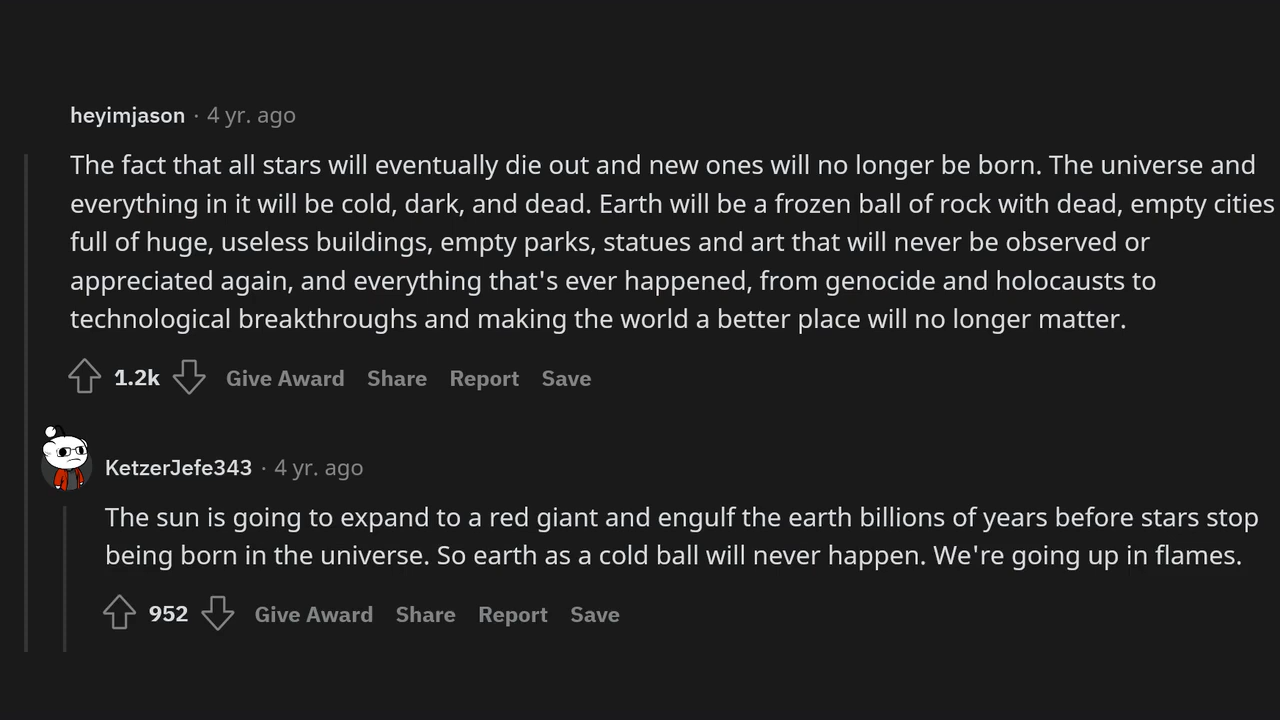 heyimjason · 4 yr. ago
The fact that all stars will eventually die out and new ones will no longer be born. The universe and
everything in it will be cold, dark, and dead. Earth will be a frozen ball of rock with dead, empty cities
full of huge, useless buildings, empty parks, statues and art that will never be observed or
appreciated again, and everything that's ever happened, from genocide and holocausts to
technological breakthroughs and making the world a better place will no longer matter.
1.2k Give Award Share Report Save
KetzerJefe343 · 4 yr. ago
The sun is going to expand to a red giant and engulf the earth billions of years before stars stop
being born in the universe. So earth as a cold ball will never happen. We're going up in flames.
952 Give Award Share Report Save